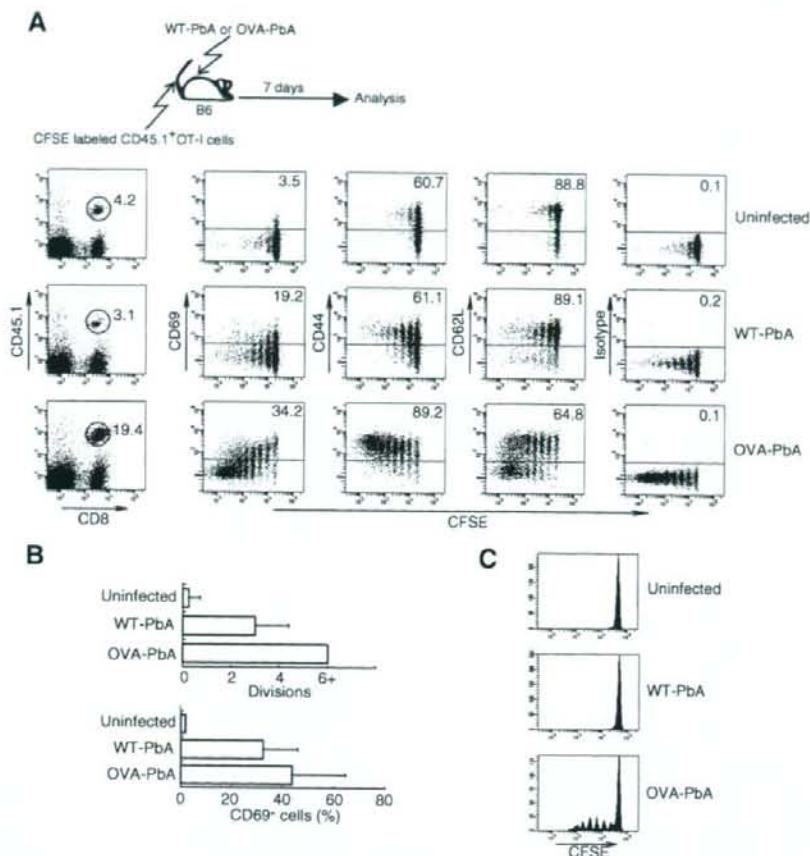 A
WT-PbA or OVA-PbA
B6
7 days
Analysis
CFSE labeled CD45.1+OT-I cells
4.2
3.5
60.7
88.8
0.1
Uninfected
3.1
19.2
61.1
89.1
0.2
WT-PbA
19.4
34.2
89.2
64.8
0.1
OVA-PbA
CD45.1
CD69
CD44
CD62L
Isotype
CD8
CFSE
B
Uninfected
WT-PbA
OVA-PbA
0 2 4 6+
Divisions
Uninfected
WT-PbA
OVA-PbA
0 20 40 60 80
CD69- cells (%)
C
Uninfected
WT-PbA
OVA-PbA
CFSE